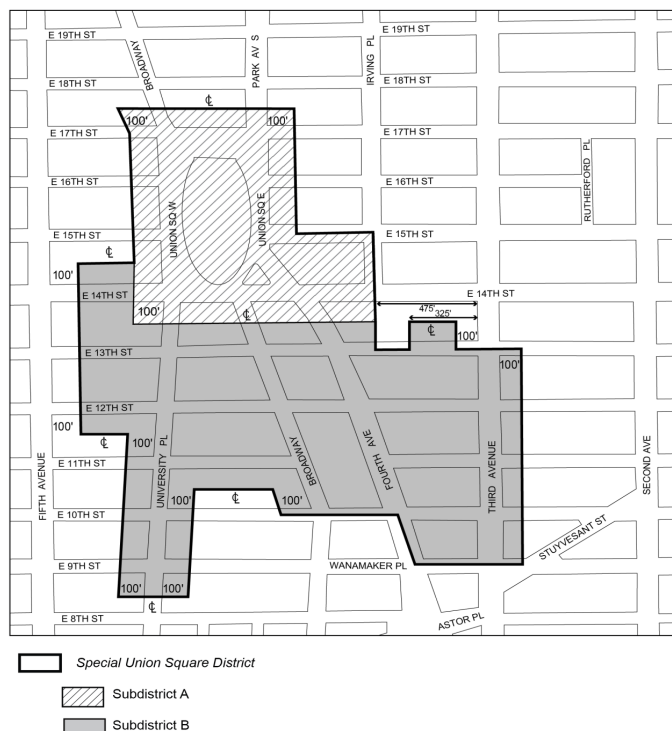 E 19TH ST
E 19TH ST
BROADWAY
PARK AV S
IRVING PL
E 18TH ST
E 18TH ST
℄
100'
100'
E 17TH ST
E 17TH ST
RUTHERFORD PL
E 16TH ST
E 16TH ST
UNION SQ W
UNION SQ E
E 15TH ST
E 15TH ST
℄
100'
E 14TH ST
E 14TH ST
100'
℄
475'
325'
℄
100'
E 13TH ST
100'
E 12TH ST
100'
℄
100'
UNIVERSITY PL
BROADWAY
FOURTH AVE
THIRD AVENUE
SECOND AVE
FIFTH AVENUE
E 11TH ST
℄
100'
100'
E 10TH ST
STUYVESANT ST
E 9TH ST
WANAMAKER PL
100'
100'
℄
E 8TH ST
ASTOR PL
Special Union Square District
Subdistrict A
Subdistrict B